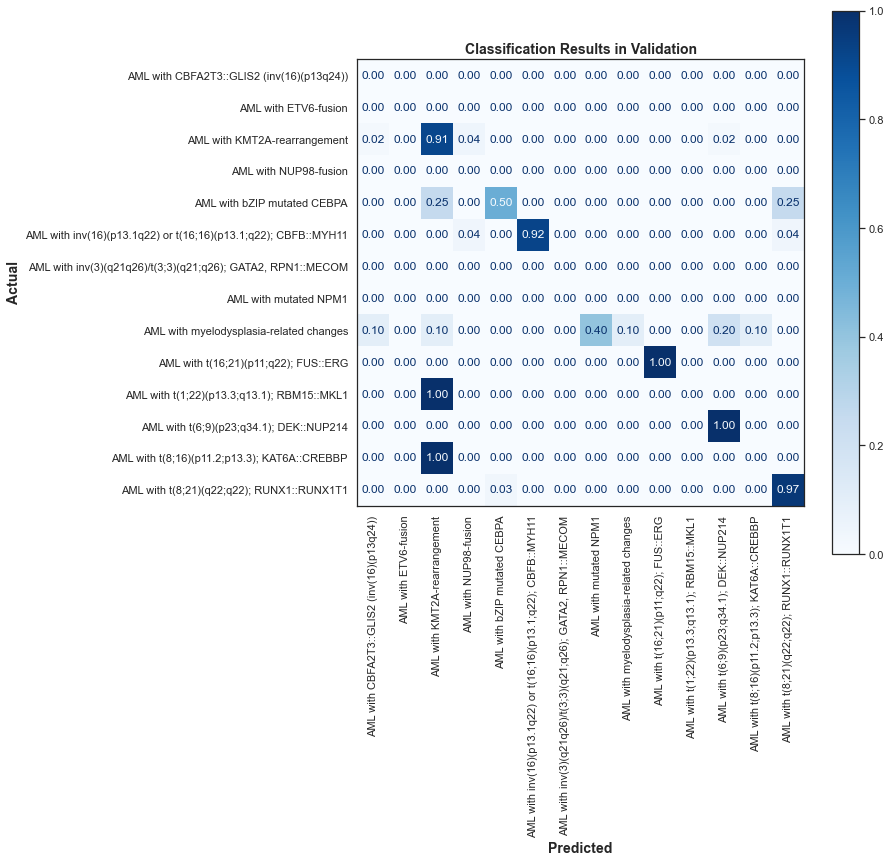 Classification Results in Validation
1.0
0.8
0.6
0.4
0.2
0.0
Actual
AML with CBFA2T3::GLIS2 (inv(16)(p13q24)) 0.00 0.00 0.00 0.00 0.00 0.00 0.00 0.00 0.00 0.00 0.00 0.00 0.00 0.00
AML with ETV6-fusion 0.00 0.00 0.00 0.00 0.00 0.00 0.00 0.00 0.00 0.00 0.00 0.00 0.00 0.00
AML with KMT2A-rearrangement 0.02 0.00 0.91 0.04 0.00 0.00 0.00 0.00 0.00 0.00 0.00 0.02 0.00 0.00
AML with NUP98-fusion 0.00 0.00 0.00 0.00 0.00 0.00 0.00 0.00 0.00 0.00 0.00 0.00 0.00 0.00
AML with bZIP mutated CEBPA 0.00 0.00 0.25 0.00 0.50 0.00 0.00 0.00 0.00 0.00 0.00 0.00 0.00 0.25
AML with inv(16)(p13.1q22) or t(16;16)(p13.1;q22); CBFB::MYH11 0.00 0.00 0.00 0.04 0.00 0.92 0.00 0.00 0.00 0.00 0.00 0.00 0.00 0.04
AML with inv(3)(q21q26)/t(3;3)(q21;q26); GATA2, RPN1::MECOM 0.00 0.00 0.00 0.00 0.00 0.00 0.00 0.00 0.00 0.00 0.00 0.00 0.00 0.00
AML with mutated NPM1 0.00 0.00 0.00 0.00 0.00 0.00 0.00 0.00 0.00 0.00 0.00 0.00 0.00 0.00
AML with myelodysplasia-related changes 0.10 0.00 0.10 0.00 0.00 0.00 0.00 0.40 0.10 0.00 0.00 0.20 0.10 0.00
AML with t(16;21)(p11;q22); FUS::ERG 0.00 0.00 0.00 0.00 0.00 0.00 0.00 0.00 0.00 1.00 0.00 0.00 0.00 0.00
AML with t(1;22)(p13.3;q13.1); RBM15::MKL1 0.00 0.00 1.00 0.00 0.00 0.00 0.00 0.00 0.00 0.00 0.00 0.00 0.00 0.00
AML with t(6;9)(p23;q34.1); DEK::NUP214 0.00 0.00 0.00 0.00 0.00 0.00 0.00 0.00 0.00 0.00 0.00 1.00 0.00 0.00
AML with t(8;16)(p11.2;p13.3); KAT6A::CREBBP 0.00 0.00 1.00 0.00 0.00 0.00 0.00 0.00 0.00 0.00 0.00 0.00 0.00 0.00
AML with t(8;21)(q22;q22); RUNX1::RUNX1T1 0.00 0.00 0.00 0.00 0.03 0.00 0.00 0.00 0.00 0.00 0.00 0.00 0.00 0.97
AML with CBFA2T3::GLIS2 (inv(16)(p13q24))
AML with ETV6-fusion
AML with KMT2A-rearrangement
AML with NUP98-fusion
AML with bZIP mutated CEBPA
AML with inv(16)(p13.1q22) or t(16;16)(p13.1;q22); CBFB::MYH11
AML with inv(3)(q21q26)/t(3;3)(q21;q26); GATA2, RPN1::MECOM
AML with mutated NPM1
AML with myelodysplasia-related changes
AML with t(16;21)(p11;q22); FUS::ERG
AML with t(1;22)(p13.3;q13.1); RBM15::MKL1
AML with t(6;9)(p23;q34.1); DEK::NUP214
AML with t(8;16)(p11.2;p13.3); KAT6A::CREBBP
AML with t(8;21)(q22;q22); RUNX1::RUNX1T1
Predicted